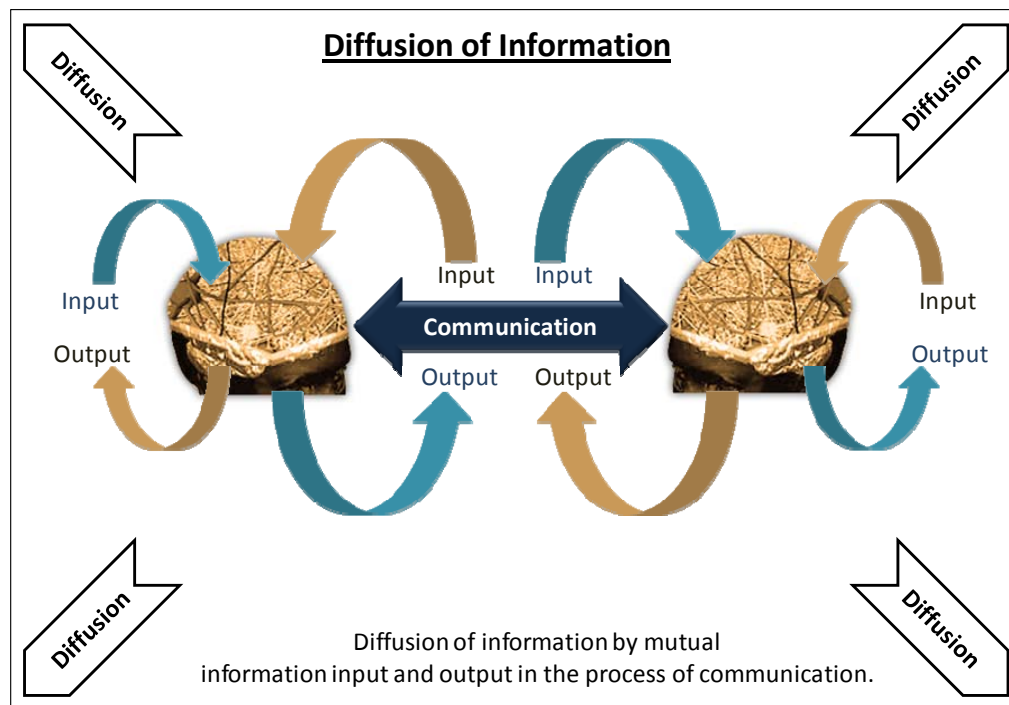 Diffusion of Information
Diffusion
Diffusion
Input
Input
Input
Input
Communication
Output
Output
Output
Output
Diffusion
Diffusion
Diffusion of information by mutual
information input and output in the process of communication.